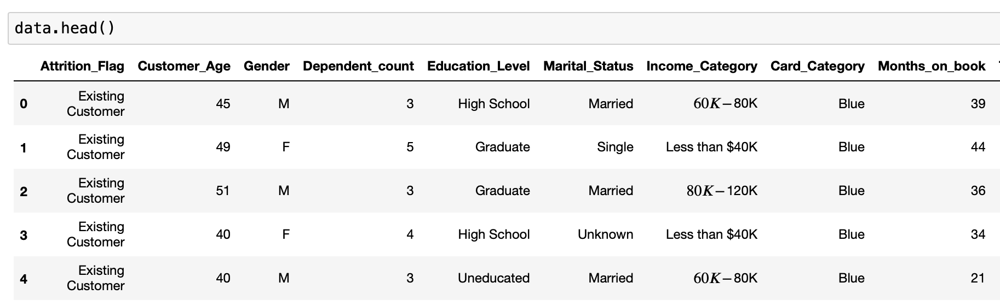 data.head()
Attrition_Flag Customer_Age Gender Dependent_count Education_Level Marital_Status Income_Category Card_Category Months_on_book
0 Existing Customer 45 M 3 High School Married 60K–80K Blue 39
1 Existing Customer 49 F 5 Graduate Single Less than $40K Blue 44
2 Existing Customer 51 M 3 Graduate Married 80K–120K Blue 36
3 Existing Customer 40 F 4 High School Unknown Less than $40K Blue 34
4 Existing Customer 40 M 3 Uneducated Married 60K–80K Blue 21